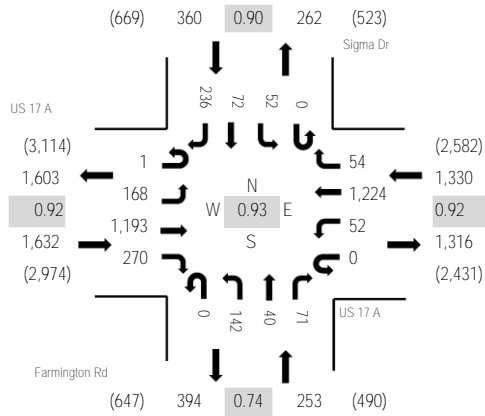 (669) 360 0.90 262 (523)
Sigma Dr
236 72 52 0
US 17 A
(3,114) (2,582)
1 54
1,603 1,330
168 N 1,224
0.92 W 0.93 E 0.92
1,193 52
1,632 S 1,316
270 0
(2,974) (2,431)
0 142 40 71
US 17 A
Farmington Rd
(647) 394 0.74 253 (490)